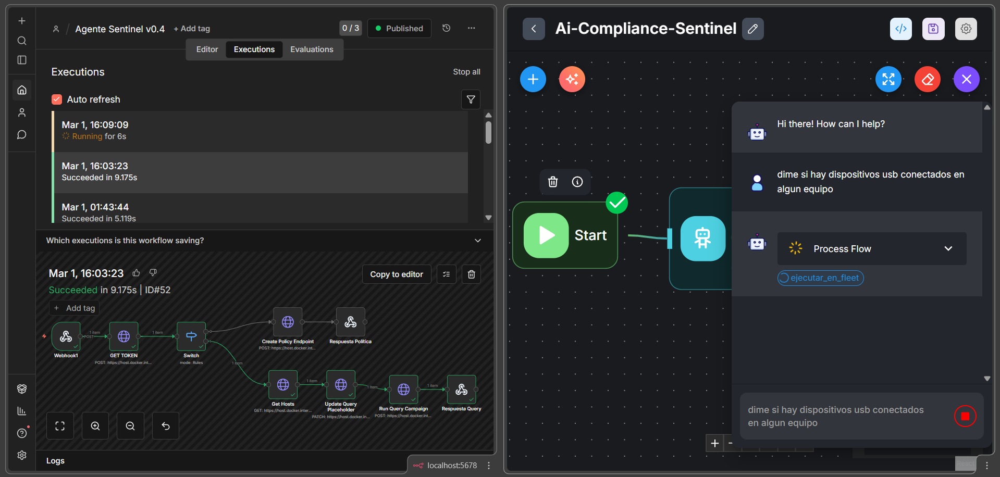 Agente Sentinel v0.4
+ Add tag
0 / 3
Published
Editor
Executions
Evaluations
Executions
Stop all
Auto refresh
Mar 1, 16:09:09
Running for 6s
Mar 1, 16:03:23
Succeeded in 9.175s
Mar 1, 01:43:44
Succeeded in 5.119s
Which executions is this workflow saving?
Mar 1, 16:03:23
Copy to editor
Succeeded in 9.175s | ID#52
+ Add tag
Webhook1
1 item
POST
GET TOKEN
POST: https://host.docker.int...
1 item
Switch
mode: Rules
0
1 item
Create Policy Endpoint
POST: https://host.docker.int...
Respuesta Política
Get Hosts
GET: https://host.docker.inter...
1 item
Update Query
Placeholder
PATCH: https://host.docker.in...
1 item
Run Query Campaign
POST: https://host.docker.int...
1 item
Respuesta Query
Logs
localhost:5678
Ai-Compliance-Sentinel
Start
Hi there! How can I help?
dime si hay dispositivos usb conectados en
algun equipo
Process Flow
ejecutar_en_fleet
dime si hay dispositivos usb conectados
en algun equipo